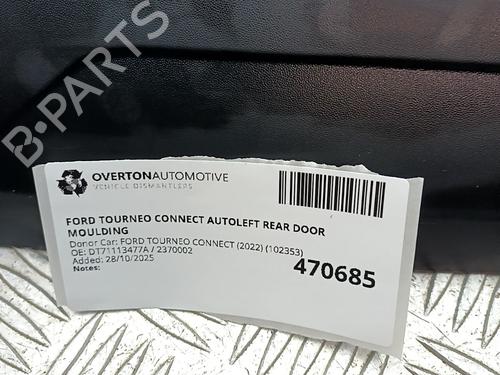 B-PARTS
OVERTONAUTOMOTIVE
VEHICLE DISMANTLERS
FORD TOURNEO CONNECT AUTOLEFT REAR DOOR
MOULDING
Donor Car: FORD TOURNEO CONNECT (2022) (102353)
OE: DT71113477A / 2370002
Added: 28/10/2025
Notes:
470685